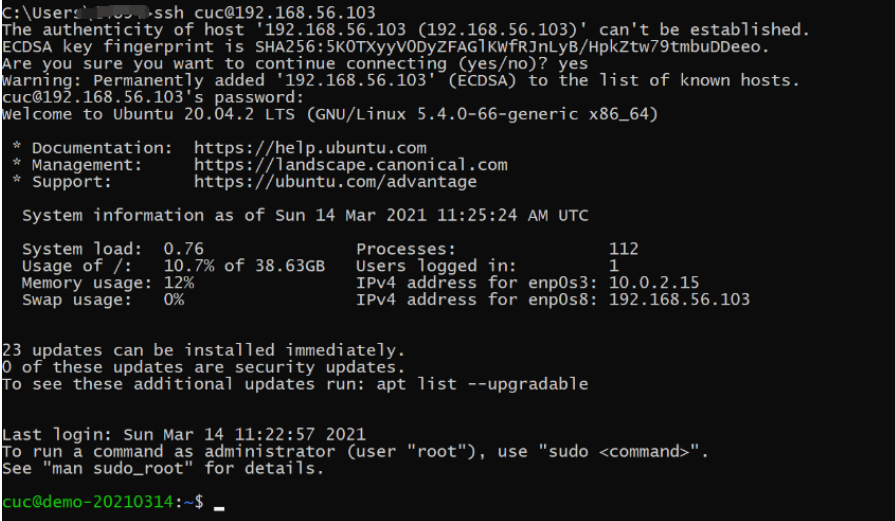 C:\Users\ >ssh cuc@192.168.56.103
The authenticity of host '192.168.56.103 (192.168.56.103)' can't be established.
ECDSA key fingerprint is SHA256:5K0TXyyV0DyZFAGlKWfRJnLyB/HpkZtw79tmbuDDeeo.
Are you sure you want to continue connecting (yes/no)? yes
Warning: Permanently added '192.168.56.103' (ECDSA) to the list of known hosts.
cuc@192.168.56.103's password:
Welcome to Ubuntu 20.04.2 LTS (GNU/Linux 5.4.0-66-generic x86_64)
* Documentation: https://help.ubuntu.com
* Management: https://landscape.canonical.com
* Support: https://ubuntu.com/advantage
System information as of Sun 14 Mar 2021 11:25:24 AM UTC
System load: 0.76 Processes: 112
Usage of /: 10.7% of 38.63GB Users logged in: 1
Memory usage: 12% IPv4 address for enp0s3: 10.0.2.15
Swap usage: 0% IPv4 address for enp0s8: 192.168.56.103
23 updates can be installed immediately.
0 of these updates are security updates.
To see these additional updates run: apt list --upgradable
Last login: Sun Mar 14 11:22:57 2021
To run a command as administrator (user "root"), use "sudo <command>".
See "man sudo_root" for details.
cuc@demo-20210314:~$ _